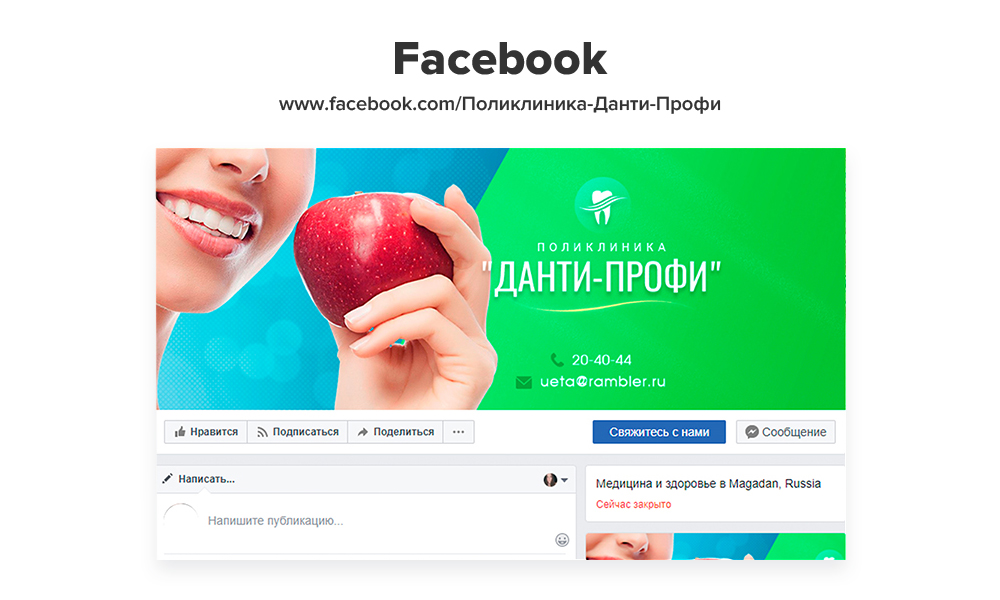 Facebook
www.facebook.com/Поликлиника-Данти-Профи
ПОЛИКЛИНИКА
"ДАНТИ-ПРОФИ"
20-40-44
ueta@rambler.ru
Нравится Подписаться Поделиться ... Свяжитесь с нами Сообщение
Написать...
Напишите публикацию...
Медицина и здоровье в Magadan, Russia
Сейчас закрыто